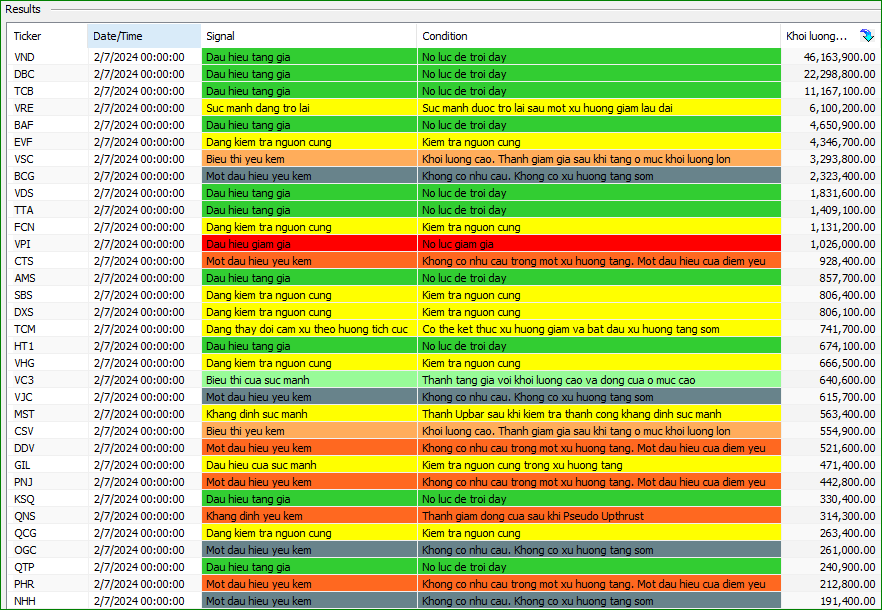 Results
Ticker Date/Time Signal Condition Khoi luong...
VND 2/7/2024 00:00:00 Dau hieu tang gia No luc de troi day 46,163,900.00
DBC 2/7/2024 00:00:00 Dau hieu tang gia No luc de troi day 22,298,800.00
TCB 2/7/2024 00:00:00 Dau hieu tang gia No luc de troi day 11,167,100.00
VRE 2/7/2024 00:00:00 Suc manh dang tro lai Suc manh duoc tro lai sau mot xu huong giam lau dai 6,100,200.00
BAF 2/7/2024 00:00:00 Dau hieu tang gia No luc de troi day 4,650,900.00
EVF 2/7/2024 00:00:00 Dang kiem tra nguon cung Kiem tra nguon cung 4,346,700.00
VSC 2/7/2024 00:00:00 Bieu thi yeu kem Khoi luong cao. Thanh giam gia sau khi tang o muc khoi luong lon 3,293,800.00
BCG 2/7/2024 00:00:00 Mot dau hieu yeu kem Khong co nhu cau. Khong co xu huong tang som 2,323,400.00
VDS 2/7/2024 00:00:00 Dau hieu tang gia No luc de troi day 1,831,600.00
TTA 2/7/2024 00:00:00 Dau hieu tang gia No luc de troi day 1,409,100.00
FCN 2/7/2024 00:00:00 Dang kiem tra nguon cung Kiem tra nguon cung 1,131,200.00
VPI 2/7/2024 00:00:00 Dau hieu giam gia No luc giam gia 1,026,000.00
CTS 2/7/2024 00:00:00 Mot dau hieu yeu kem Khong co nhu cau trong mot xu huong tang. Mot dau hieu cua diem yeu 928,400.00
AMS 2/7/2024 00:00:00 Dau hieu tang gia No luc de troi day 857,700.00
SBS 2/7/2024 00:00:00 Dang kiem tra nguon cung Kiem tra nguon cung 806,400.00
DXS 2/7/2024 00:00:00 Dang kiem tra nguon cung Kiem tra nguon cung 806,100.00
TCM 2/7/2024 00:00:00 Dang thay doi cam xu theo huong tich cuc Co the ket thuc xu huong giam va bat dau xu huong tang som 741,700.00
HT1 2/7/2024 00:00:00 Dau hieu tang gia No luc de troi day 674,100.00
VHG 2/7/2024 00:00:00 Dang kiem tra nguon cung Kiem tra nguon cung 666,500.00
VC3 2/7/2024 00:00:00 Bieu thi cua suc manh Thanh tang gia voi khoi luong cao va dong cua o muc cao 640,600.00
VJC 2/7/2024 00:00:00 Mot dau hieu yeu kem Khong co nhu cau. Khong co xu huong tang som 615,700.00
MST 2/7/2024 00:00:00 Khang dinh suc manh Thanh Upbar sau khi kiem tra thanh cong khang dinh suc manh 563,400.00
CSV 2/7/2024 00:00:00 Bieu thi yeu kem Khoi luong cao. Thanh giam gia sau khi tang o muc khoi luong lon 554,900.00
DDV 2/7/2024 00:00:00 Mot dau hieu yeu kem Khong co nhu cau trong mot xu huong tang. Mot dau hieu cua diem yeu 521,600.00
GIL 2/7/2024 00:00:00 Dau hieu cua suc manh Kiem tra nguon cung trong xu huong tang 471,400.00
PNJ 2/7/2024 00:00:00 Mot dau hieu yeu kem Khong co nhu cau trong mot xu huong tang. Mot dau hieu cua diem yeu 442,800.00
KSQ 2/7/2024 00:00:00 Dau hieu tang gia No luc de troi day 330,400.00
QNS 2/7/2024 00:00:00 Khang dinh yeu kem Thanh giam dong cua sau khi Pseudo Upthrust 314,300.00
QCG 2/7/2024 00:00:00 Dang kiem tra nguon cung Kiem tra nguon cung 263,400.00
OGC 2/7/2024 00:00:00 Mot dau hieu yeu kem Khong co nhu cau. Khong co xu huong tang som 261,000.00
QTP 2/7/2024 00:00:00 Dau hieu tang gia No luc de troi day 240,900.00
PHR 2/7/2024 00:00:00 Mot dau hieu yeu kem Khong co nhu cau trong mot xu huong tang. Mot dau hieu cua diem yeu 212,800.00
NHH 2/7/2024 00:00:00 Mot dau hieu yeu kem Khong co nhu cau. Khong co xu huong tang som 191,400.00